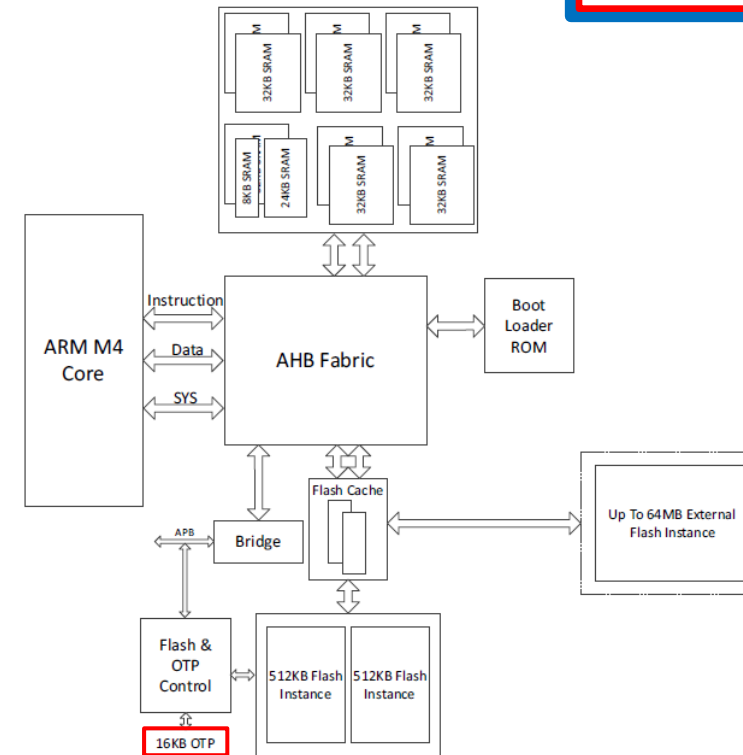 32KB SRAM
32KB SRAM
32KB SRAM
8KB SRAM
24KB SRAM
32KB SRAM
32KB SRAM
ARM M4
Core
Instruction
Data
SYS
AHB Fabric
Boot
Loader
ROM
Flash Cache
Up To 64MB External
Flash Instance
APB
Bridge
Flash &
OTP
Control
512KB Flash
Instance
512KB Flash
Instance
16KB OTP